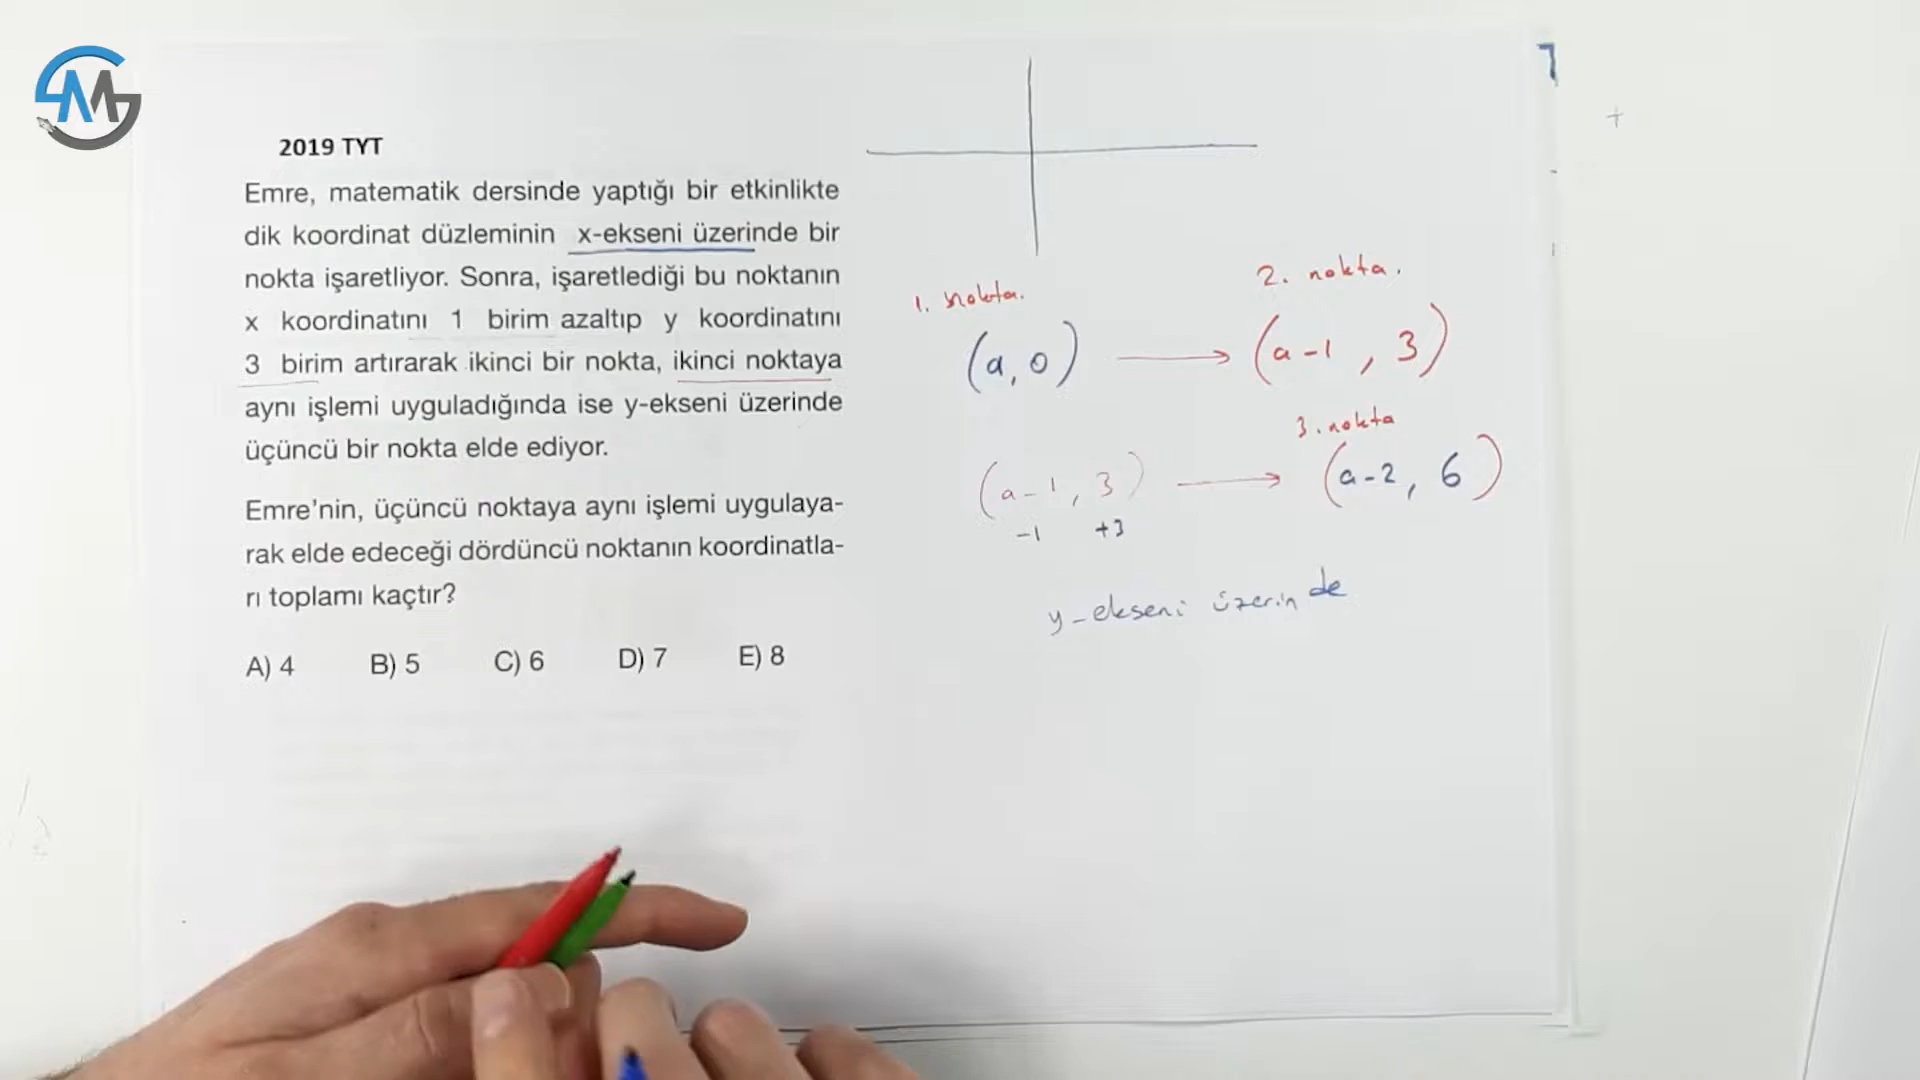 2019 TYT
Emre, matematik dersinde yaptığı bir etkinlikte
dik koordinat düzleminin x-ekseni üzerinde bir
nokta işaretliyor. Sonra, işaretlediği bu noktanın
x koordinatını 1 birim azaltıp y koordinatını
3 birim artırarak ikinci bir nokta, ikinci noktaya
aynı işlemi uyguladığında ise y-ekseni üzerinde
üçüncü bir nokta elde ediyor.
Emre'nin, üçüncü noktaya aynı işlemi uygulaya-
rak elde edeceği dördüncü noktanın koordinatla-
rı toplamı kaçtır?
A) 4 B) 5 C) 6 D) 7 E) 8
1. nokta. 2. nokta.
(a, 0) → (a-1, 3)
3. nokta
(a-1, 3) → (a-2, 6)
-1 +3
y-ekseni üzerinde